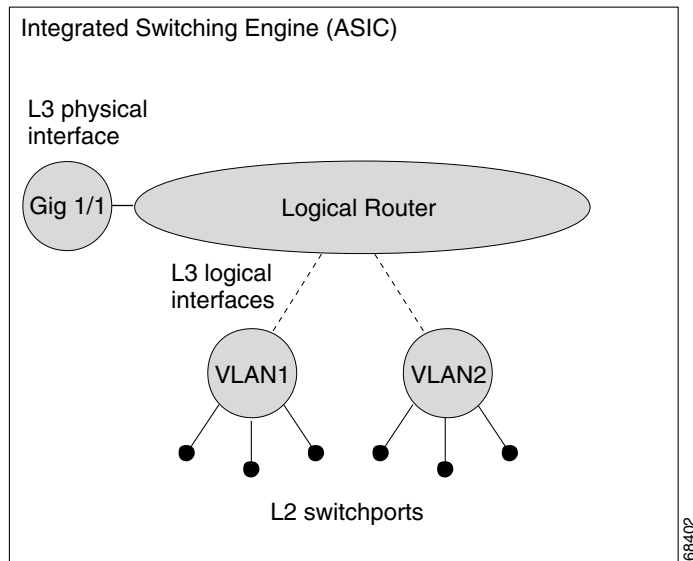 Integrated Switching Engine (ASIC)
L3 physical
interface
Gig 1/1
Logical Router
L3 logical
interfaces
VLAN1
VLAN2
L2 switchports
68402